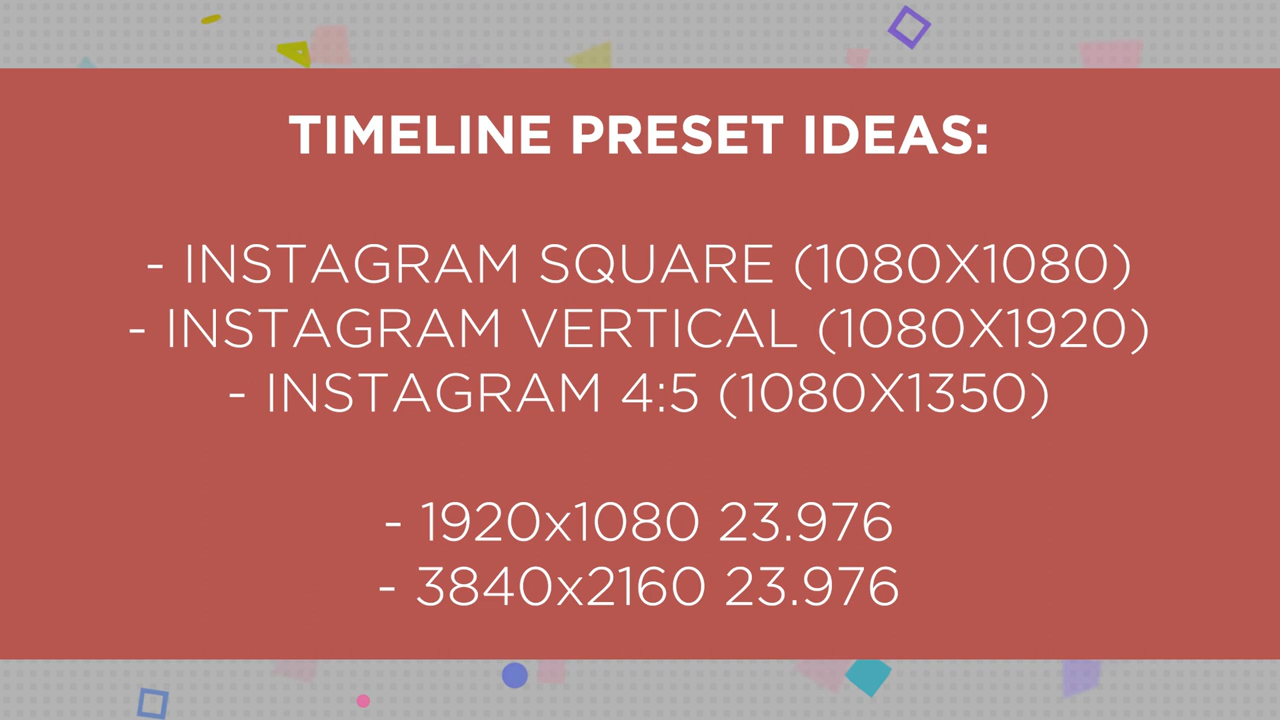 TIMELINE PRESET IDEAS:
- INSTAGRAM SQUARE (1080X1080)
- INSTAGRAM VERTICAL (1080X1920)
- INSTAGRAM 4:5 (1080X1350)
- 1920x1080 23.976
- 3840x2160 23.976